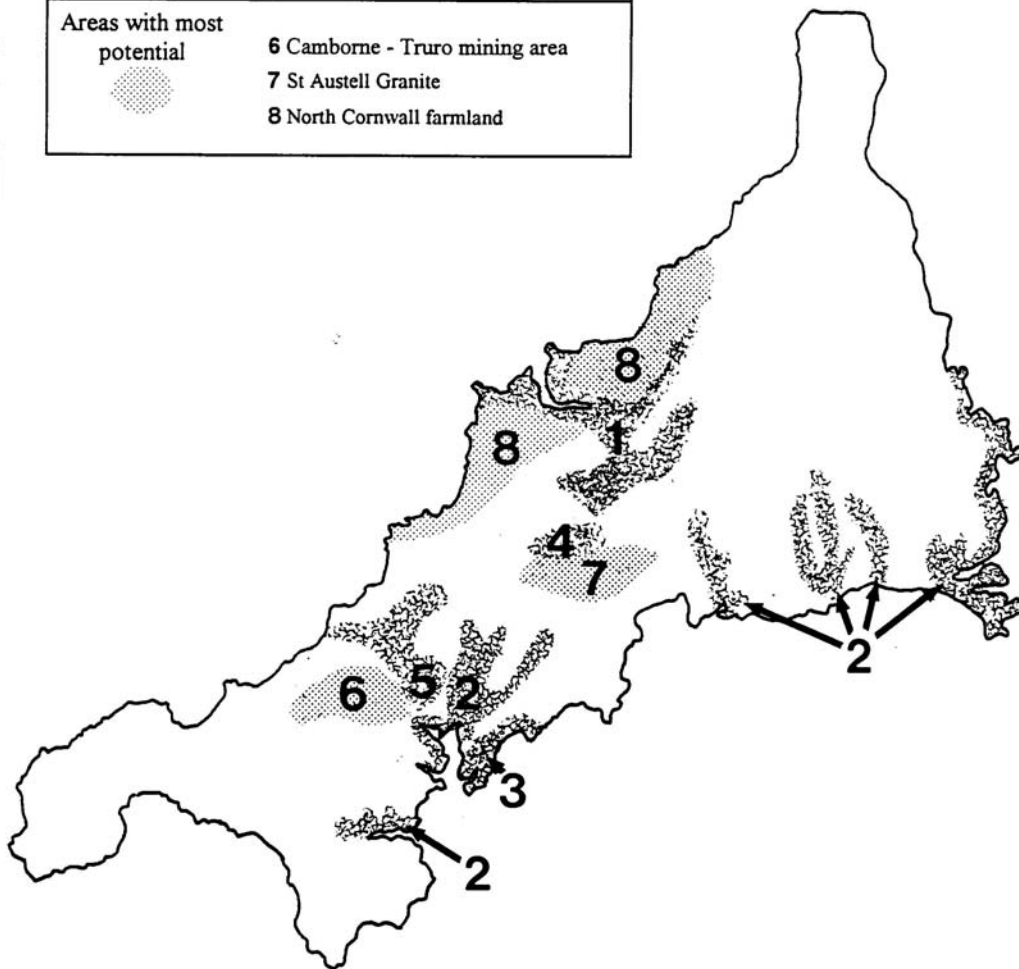 Areas with most
potential
6 Camborne - Truro mining area
7 St Austell Granite
8 North Cornwall farmland
8
8
1
4
7
2
6
5
2
3
2